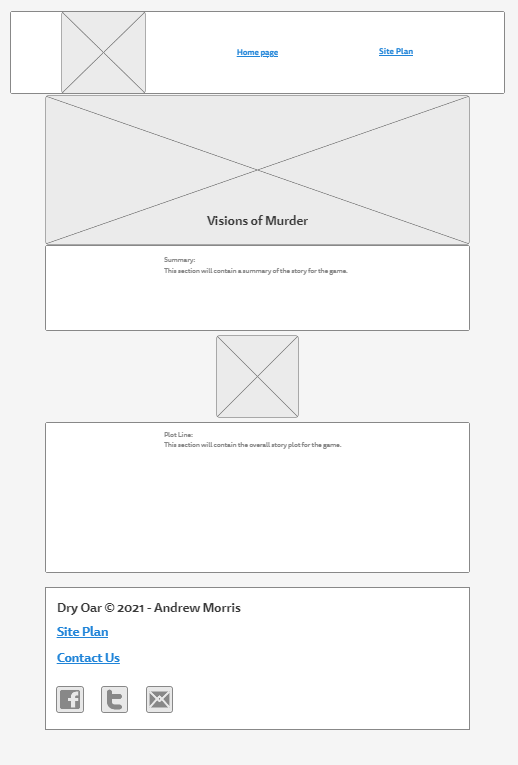 Home page
Site Plan
Visions of Murder
Summary:
This section will contain a summary of the story for the game.
Plot Line:
This section will contain the overall story plot for the game.
Dry Oar © 2021 - Andrew Morris
Site Plan
Contact Us